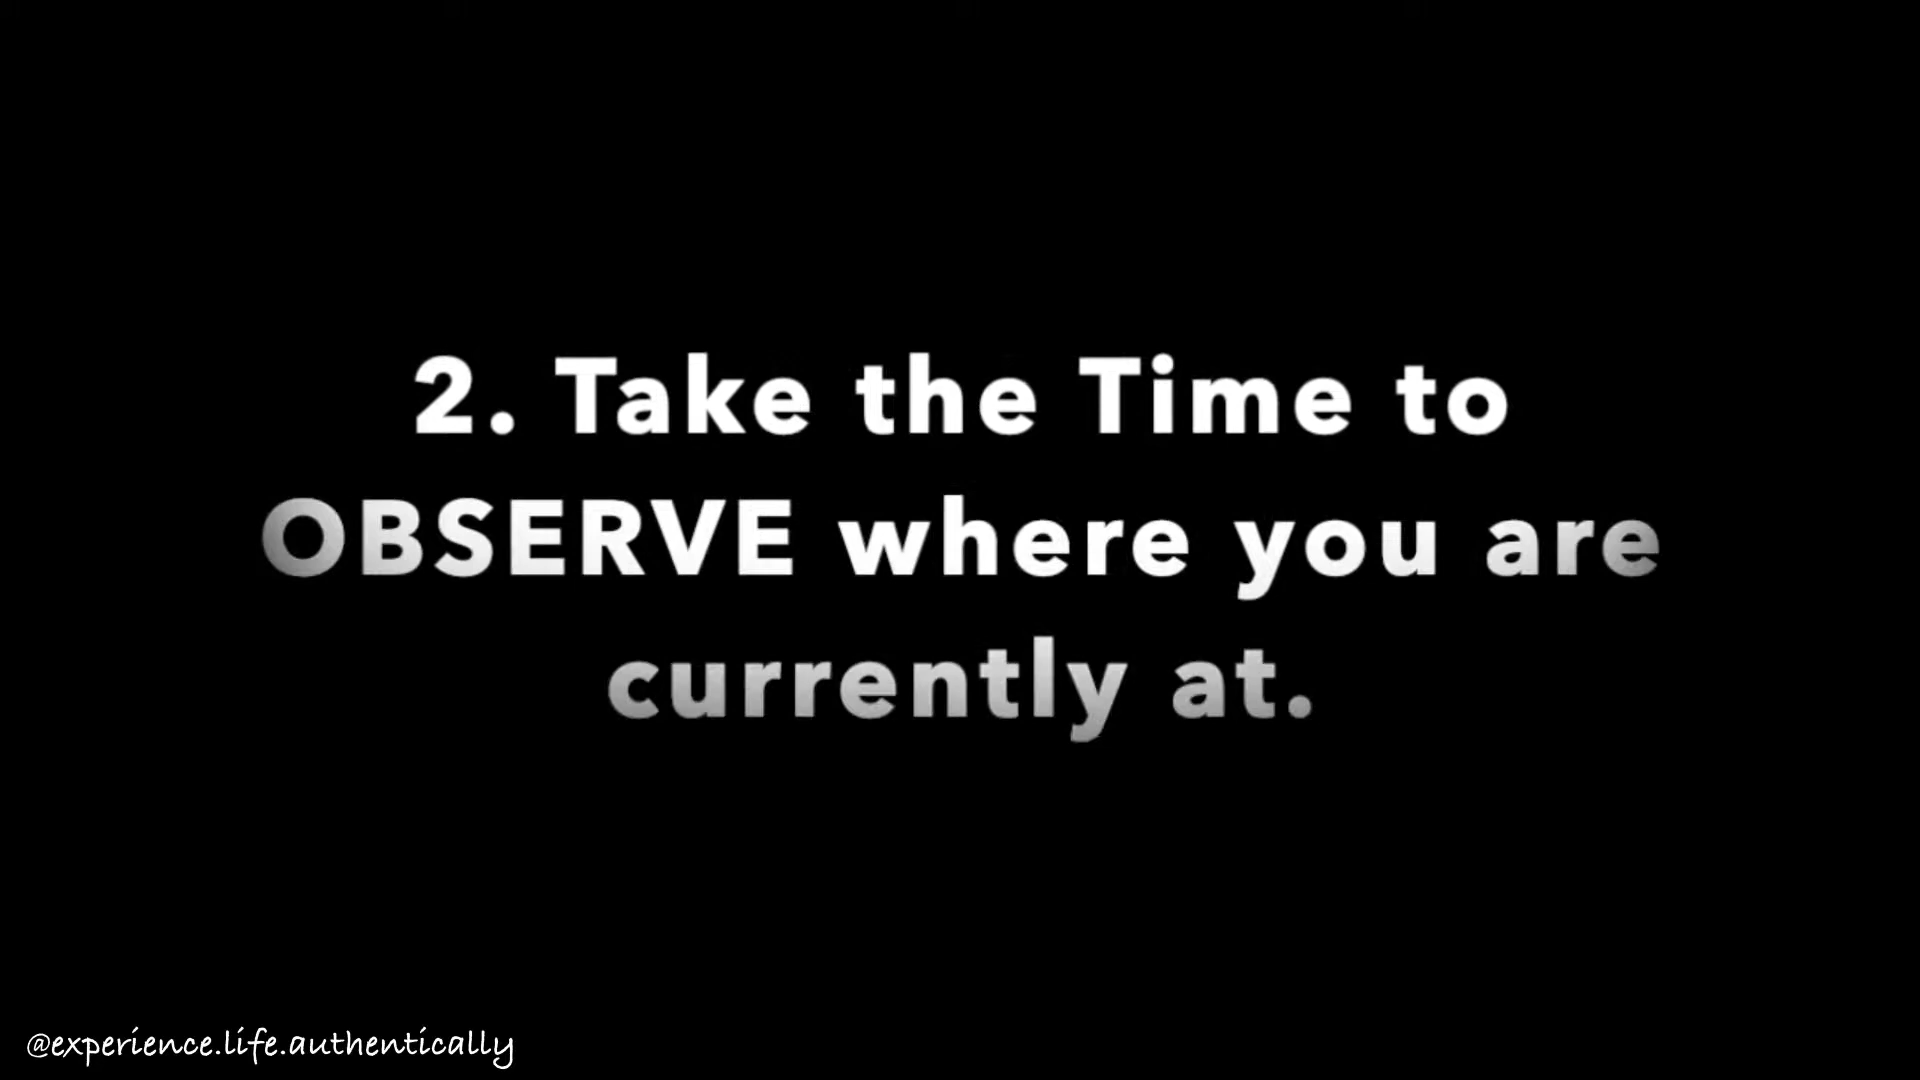 2. Take the Time to
OBSERVE where you are
currently at.
@experience.life.authentically